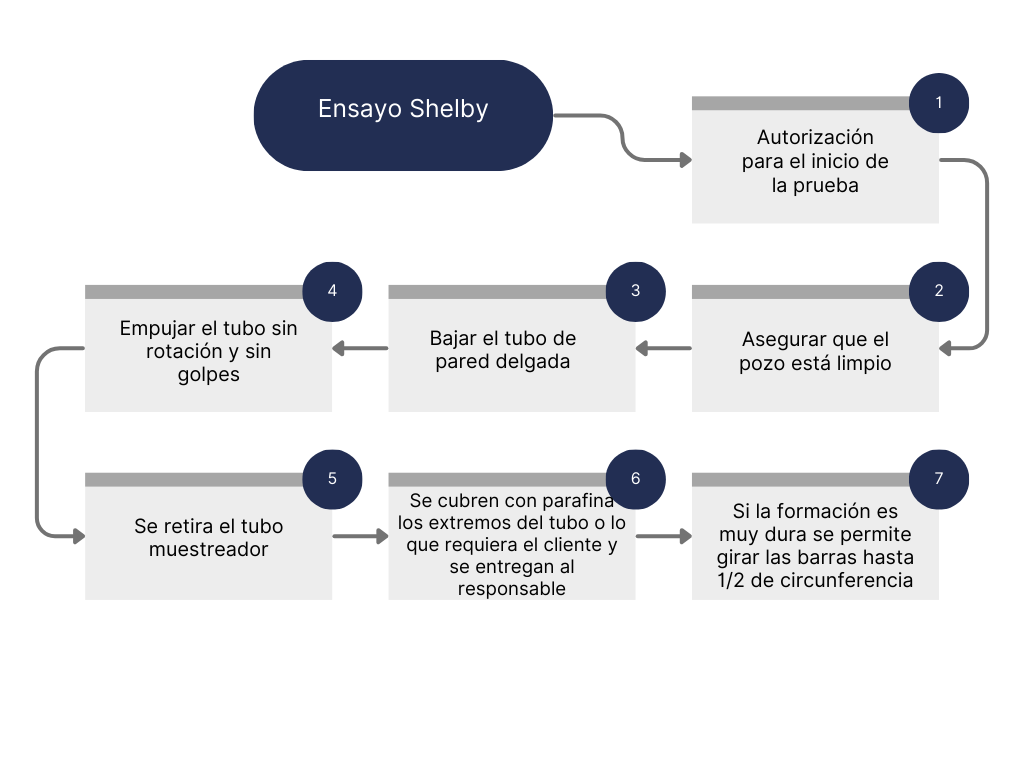 Ensayo Shelby
1
Autorización
para el inicio de
la prueba
2
Asegurar que el
pozo está limpio
3
Bajar el tubo de
pared delgada
4
Empujar el tubo sin
rotación y sin
golpes
5
Se retira el tubo
muestreador
6
Se cubren con parafina
los extremos del tubo o lo
que requiera el cliente y
se entregan al
responsable
7
Si la formación es
muy dura se permite
girar las barras hasta
1/2 de circunferencia